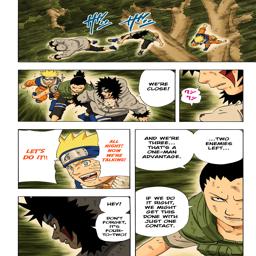 WE'RE
CLOSE!
...TWO
ENEMIES
LEFT...
AND WE'RE
THREE...
THAT'S A
ONE-MAN
ADVANTAGE.
IF WE DO
IT RIGHT,
WE MIGHT
GET THIS
DONE WITH
WITH JUST
ONE
CONTACT.
ALL
RIGHT!
NOW
WE'RE
TALKING!
LET'S
DO IT!!
HEY!
DON'T
FORGET,
IT'S
FOUR-
TO-TWO!